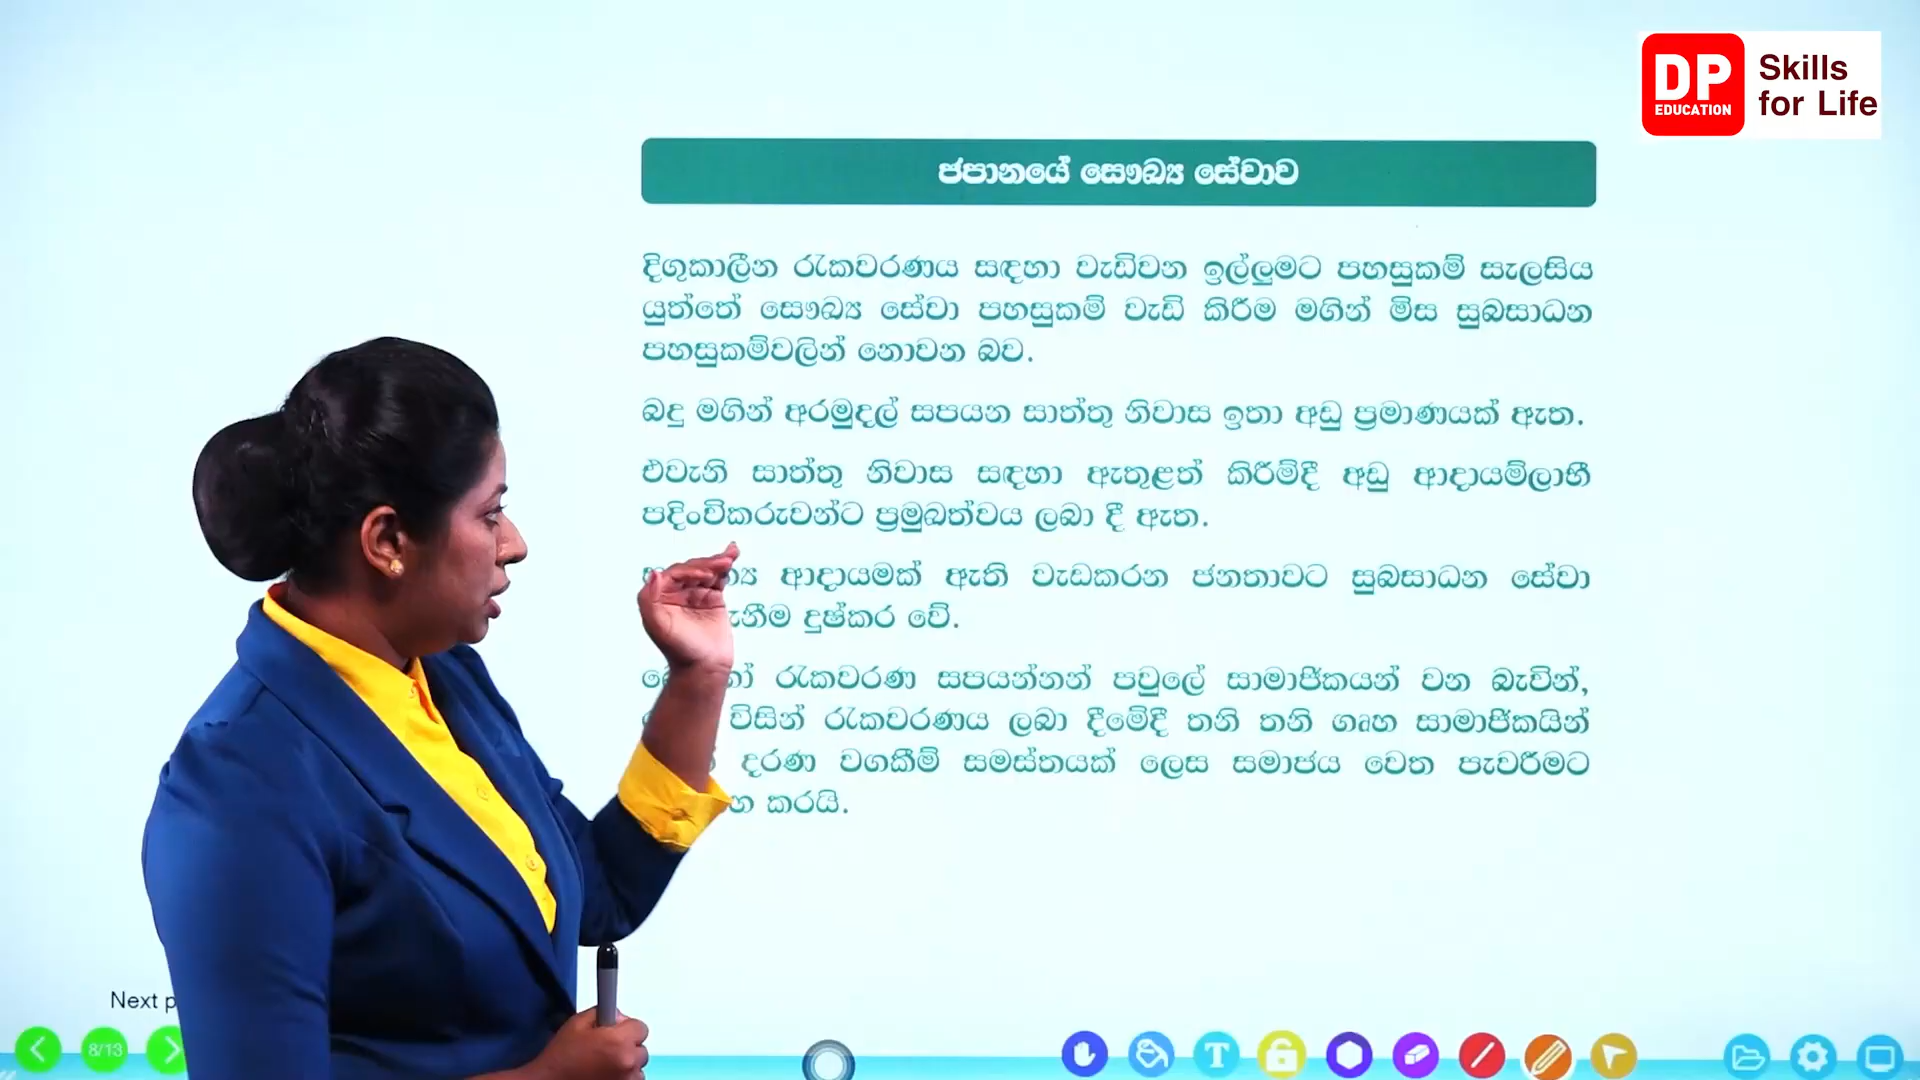 DP
EDUCATION
Skills
for Life
ජපානයේ සෞඛ්‍ය සේවාව
දිගුකාලීන රැකවරණය සඳහා වැඩිවන ඉල්ලුමට පහසුකම් සැලසිය
යුත්තේ සෞඛ්‍ය සේවා පහසුකම් වැඩි කිරීම මගින් මිස සුබසාධන
පහසුකම්වලින් නොවන බව.
බදු මගින් අරමුදල් සපයන සාත්තු නිවාස ඉතා අඩු ප්‍රමාණයක් ඇත.
එවැනි සාත්තු නිවාස සඳහා ඇතුළත් කිරීම්දී අඩු ආදායම්ලාභී
පදිංචිකරුවන්ට ප්‍රමුඛත්වය ලබා දී ඇත.
ආදායමක් ඇති වැඩකරන ජනතාවට සුබසාධන සේවා
දුෂ්කර වේ.
රැකවරණ සපයන්නන් පවුලේ සාමාජිකයන් වන බැවින්,
විසින් රැකවරණය ලබා දීමේදී තනි තනි ගෘහ සාමාජිකයින්
දරණ වගකීම් සමස්තයක් ලෙස සමාජය වෙත පැවරීමට
කරයි.
Next
8/13